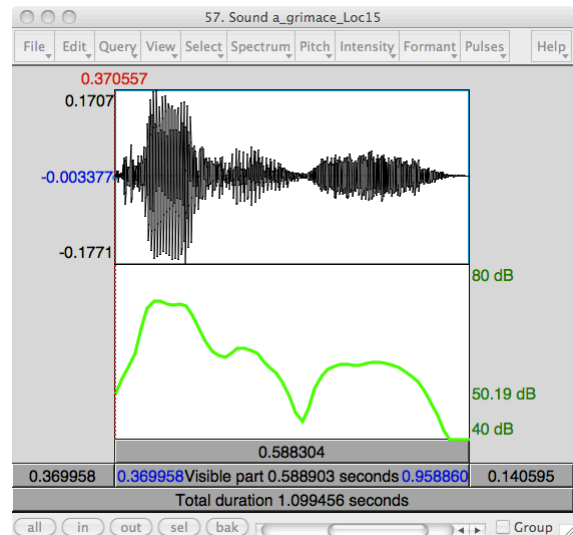 57. Sound a_grimace_Loc15
File Edit Query View Select Spectrum Pitch Intensity Formant Pulses Help
0.370557
0.1707
-0.003377
-0.1771
80 dB
50.19 dB
40 dB
0.588304
0.369958 0.369958 Visible part 0.588903 seconds 0.958860 0.140595
Total duration 1.099456 seconds
all in out sel bak Group